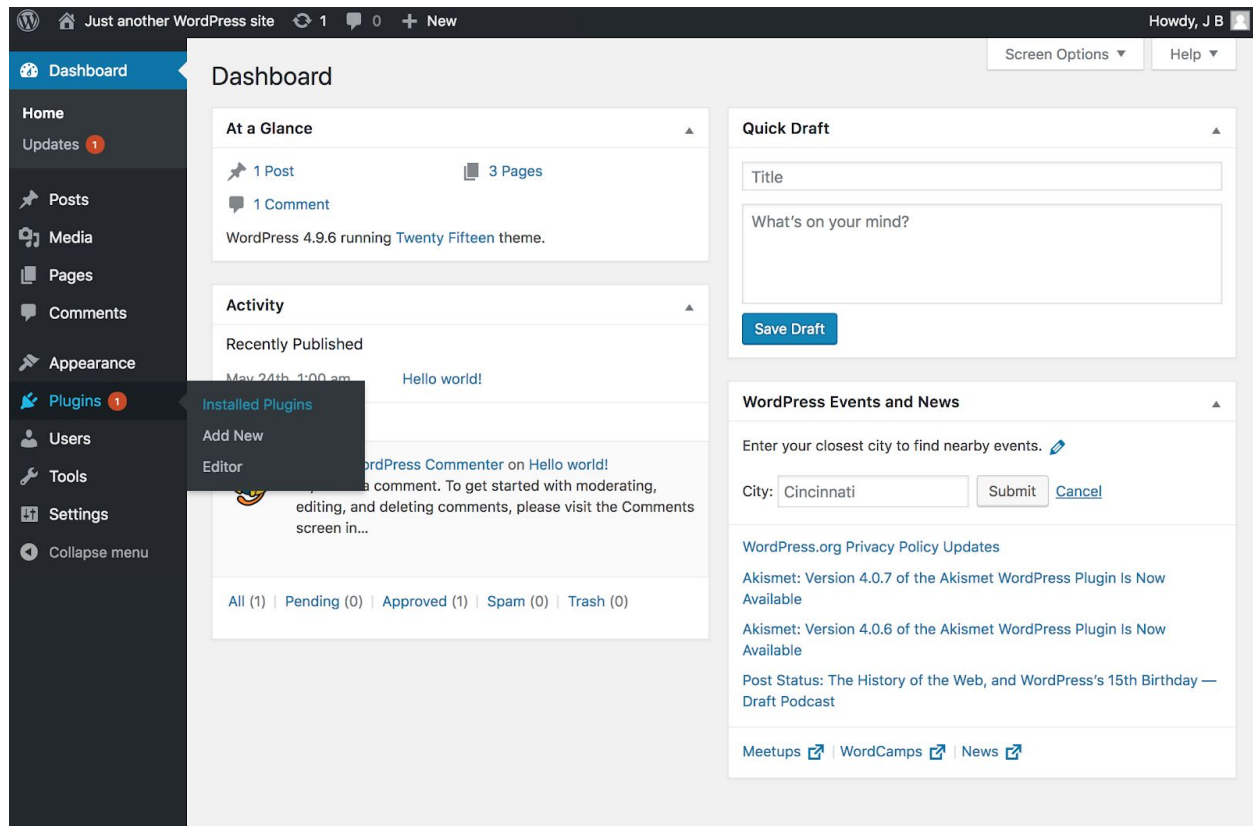 Just another WordPress site 1 0 + New Howdy, J B
Screen Options ▼ Help ▼
Dashboard
Home
Updates 1
Posts
Media
Pages
Comments
Appearance
Plugins 1
Users
Tools
Settings
Collapse menu
Installed Plugins
Add New
Editor
Dashboard
At a Glance
1 Post 3 Pages
1 Comment
WordPress 4.9.6 running Twenty Fifteen theme.
Activity
Recently Published
May 24th, 1:00 am Hello world!
ordPress Commenter on Hello world!
a comment. To get started with moderating,
editing, and deleting comments, please visit the Comments
screen in…
All (1) | Pending (0) | Approved (1) | Spam (0) | Trash (0)
Quick Draft
Title
What's on your mind?
Save Draft
WordPress Events and News
Enter your closest city to find nearby events.
City: Cincinnati Submit Cancel
WordPress.org Privacy Policy Updates
Akismet: Version 4.0.7 of the Akismet WordPress Plugin Is Now
Available
Akismet: Version 4.0.6 of the Akismet WordPress Plugin Is Now
Available
Post Status: The History of the Web, and WordPress's 15th Birthday —
Draft Podcast
Meetups | WordCamps | News